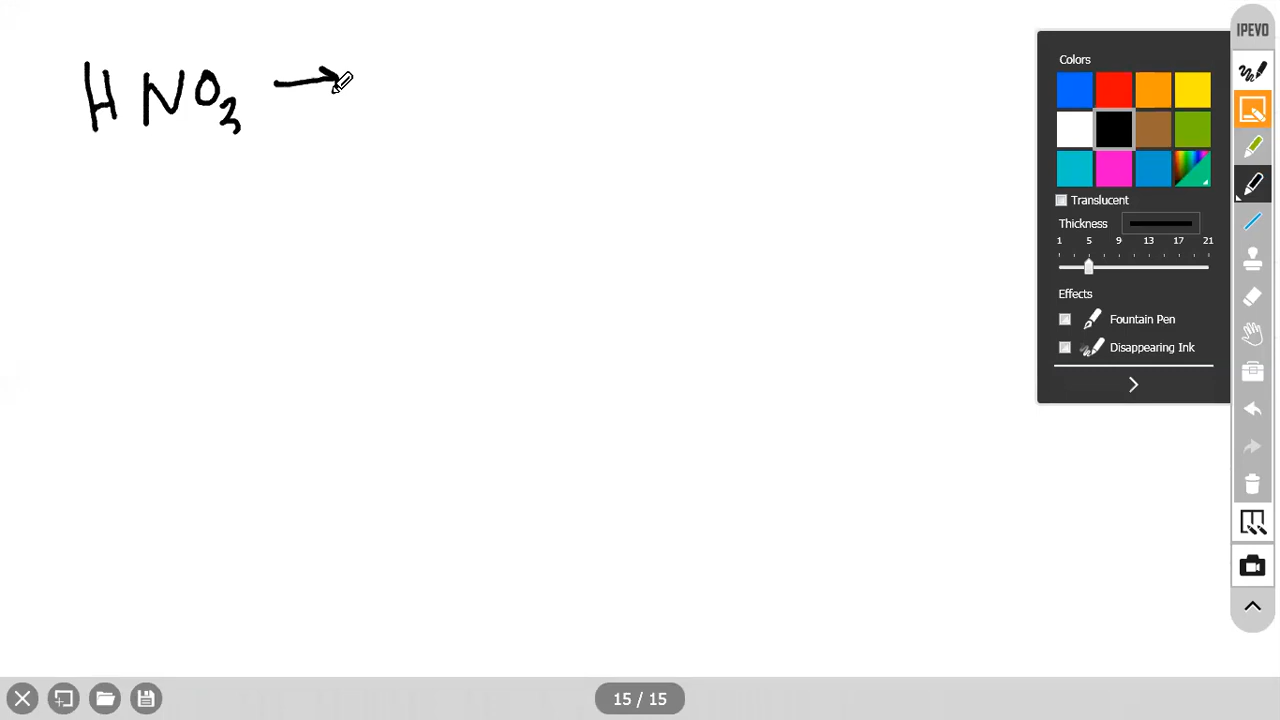 HNO3 →
IPEVO
Colors
Translucent
Thickness
1 5 9 13 17 21
Effects
Fountain Pen
Disappearing Ink
15 / 15